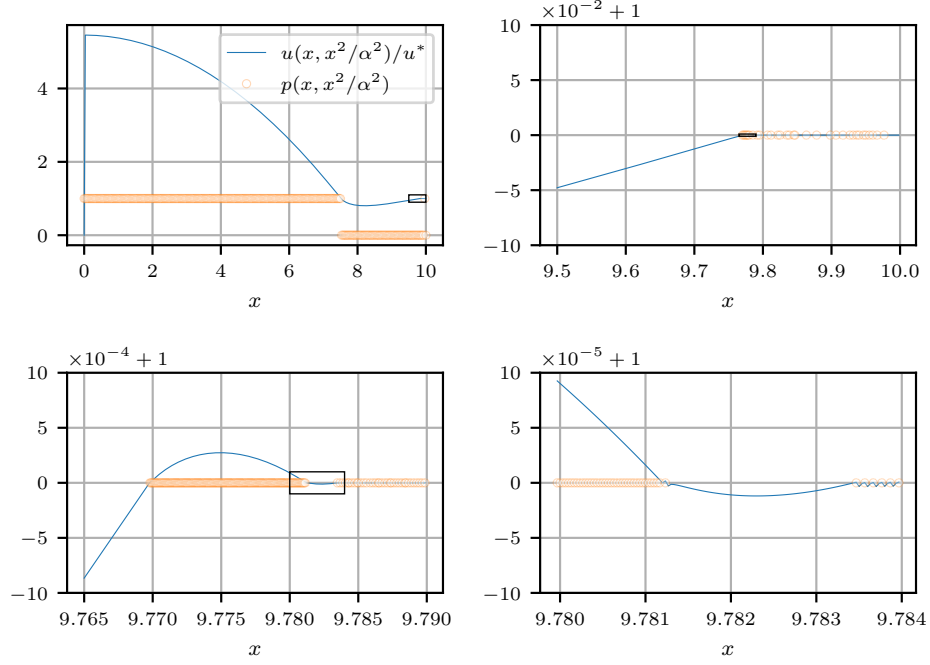 ×10⁻² + 1
u(x, x²/α²)/u*
p(x, x²/α²)
4
2
0
0 2 4 6 8 10
x
10
5
0
−5
−10
9.5 9.6 9.7 9.8 9.9 10.0
x
×10⁻⁴ + 1
10
5
0
−5
−10
9.765 9.770 9.775 9.780 9.785 9.790
x
×10⁻⁵ + 1
10
5
0
−5
−10
9.780 9.781 9.782 9.783 9.784
x